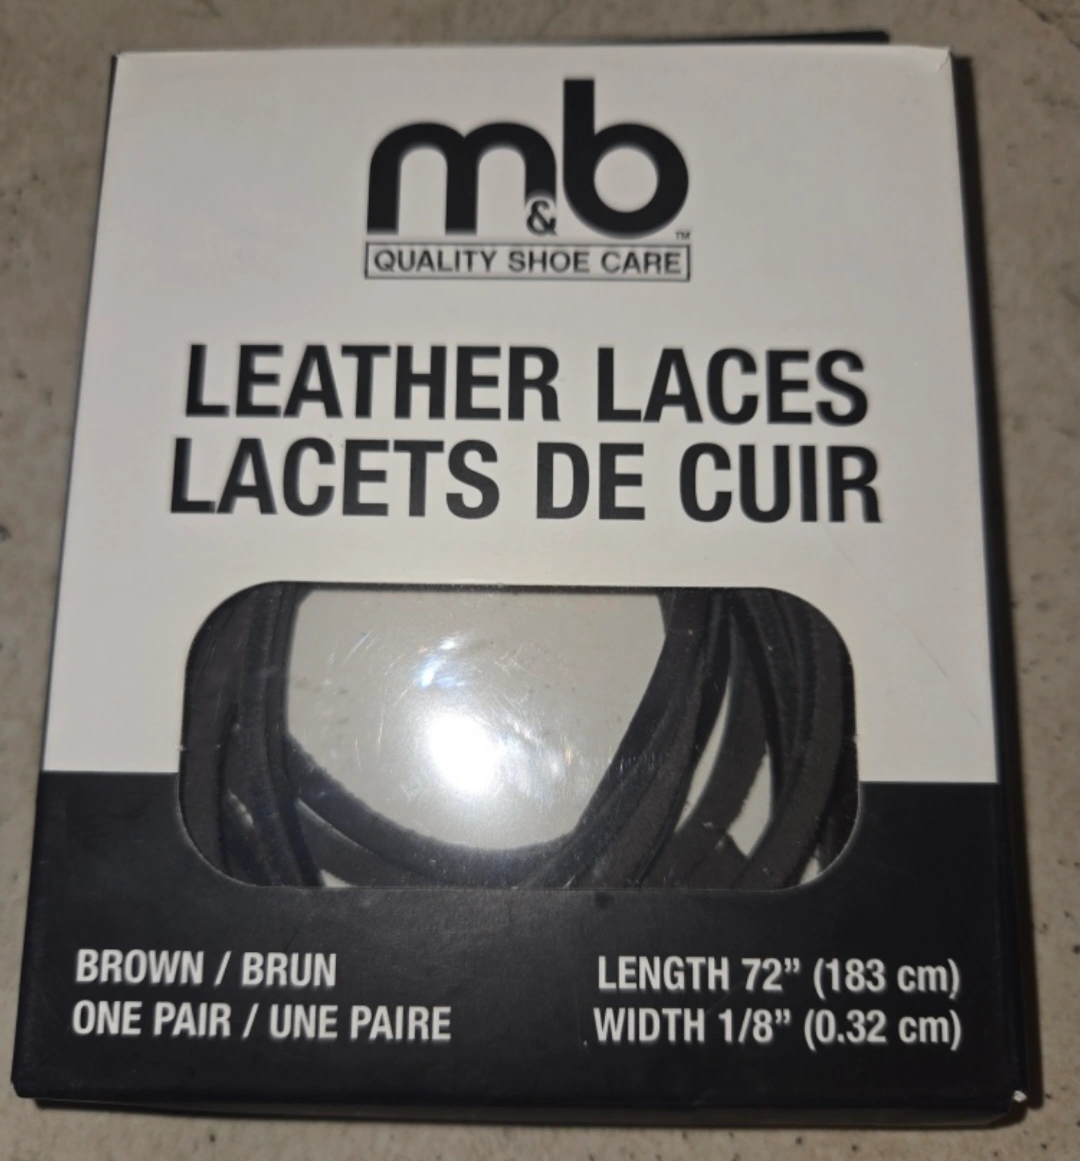 m&b™
QUALITY SHOE CARE
LEATHER LACES
LACETS DE CUIR
BROWN / BRUN
ONE PAIR / UNE PAIRE
LENGTH 72” (183 cm)
WIDTH 1/8” (0.32 cm)